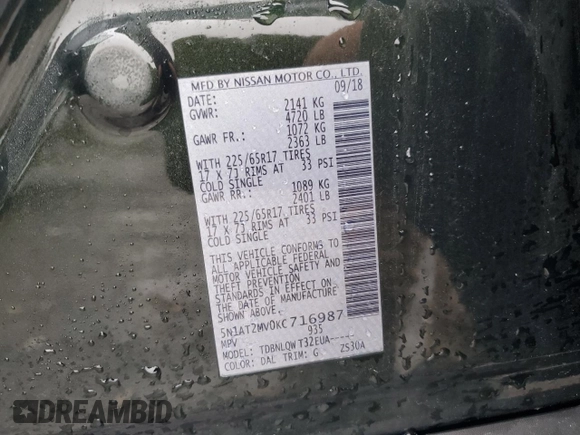 MFD BY NISSAN MOTOR CO., LTD.
DATE: 09/18
GVWR: 2141 KG
4720 LB
GAWR FR.: 1072 KG
2363 LB
WITH 225/65R17 TIRES
17 X 7J RIMS AT 33 PSI
COLD SINGLE
GAWR RR.: 1089 KG
2401 LB
WITH 225/65R17 TIRES
17 X 7J RIMS AT 33 PSI
COLD SINGLE
THIS VEHICLE CONFORMS TO
ALL APPLICABLE FEDERAL
MOTOR VEHICLE SAFETY AND
THEFT PREVENTION
STANDARDS IN EFFECT ON
THE DATE OF MANUFACTURE
SHOWN ABOVE.
5N1AT2MV0KC716987
MPV 935
MODEL: TDBNLQWT32EUA-----
COLOR: DAL TRIM: G ZS30A
DREAMBID